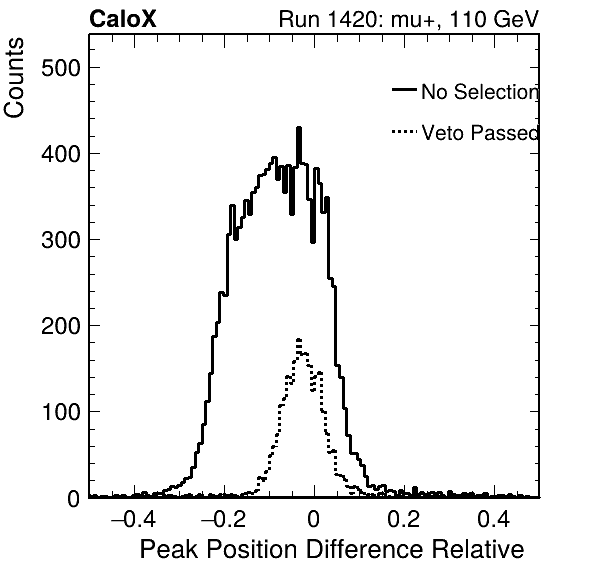 CaloX Run 1420: mu+, 110 GeV
Counts
500
400
300
200
100
0
No Selection
Veto Passed
−0.4 −0.2 0 0.2 0.4
Peak Position Difference Relative